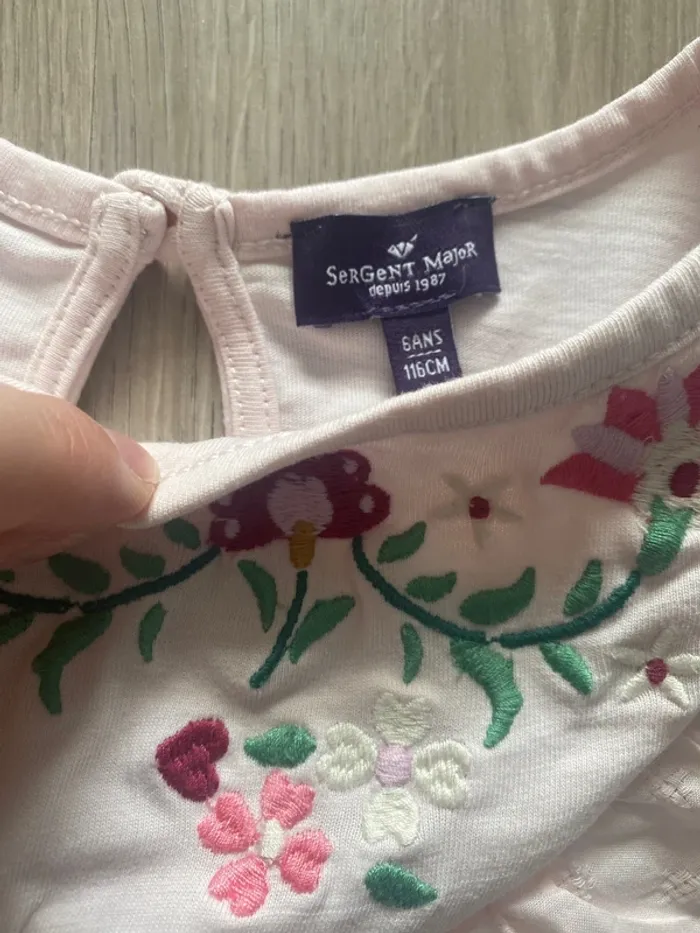 SeRGeNT MaJoR
depuis 1987
6ANS
116CM